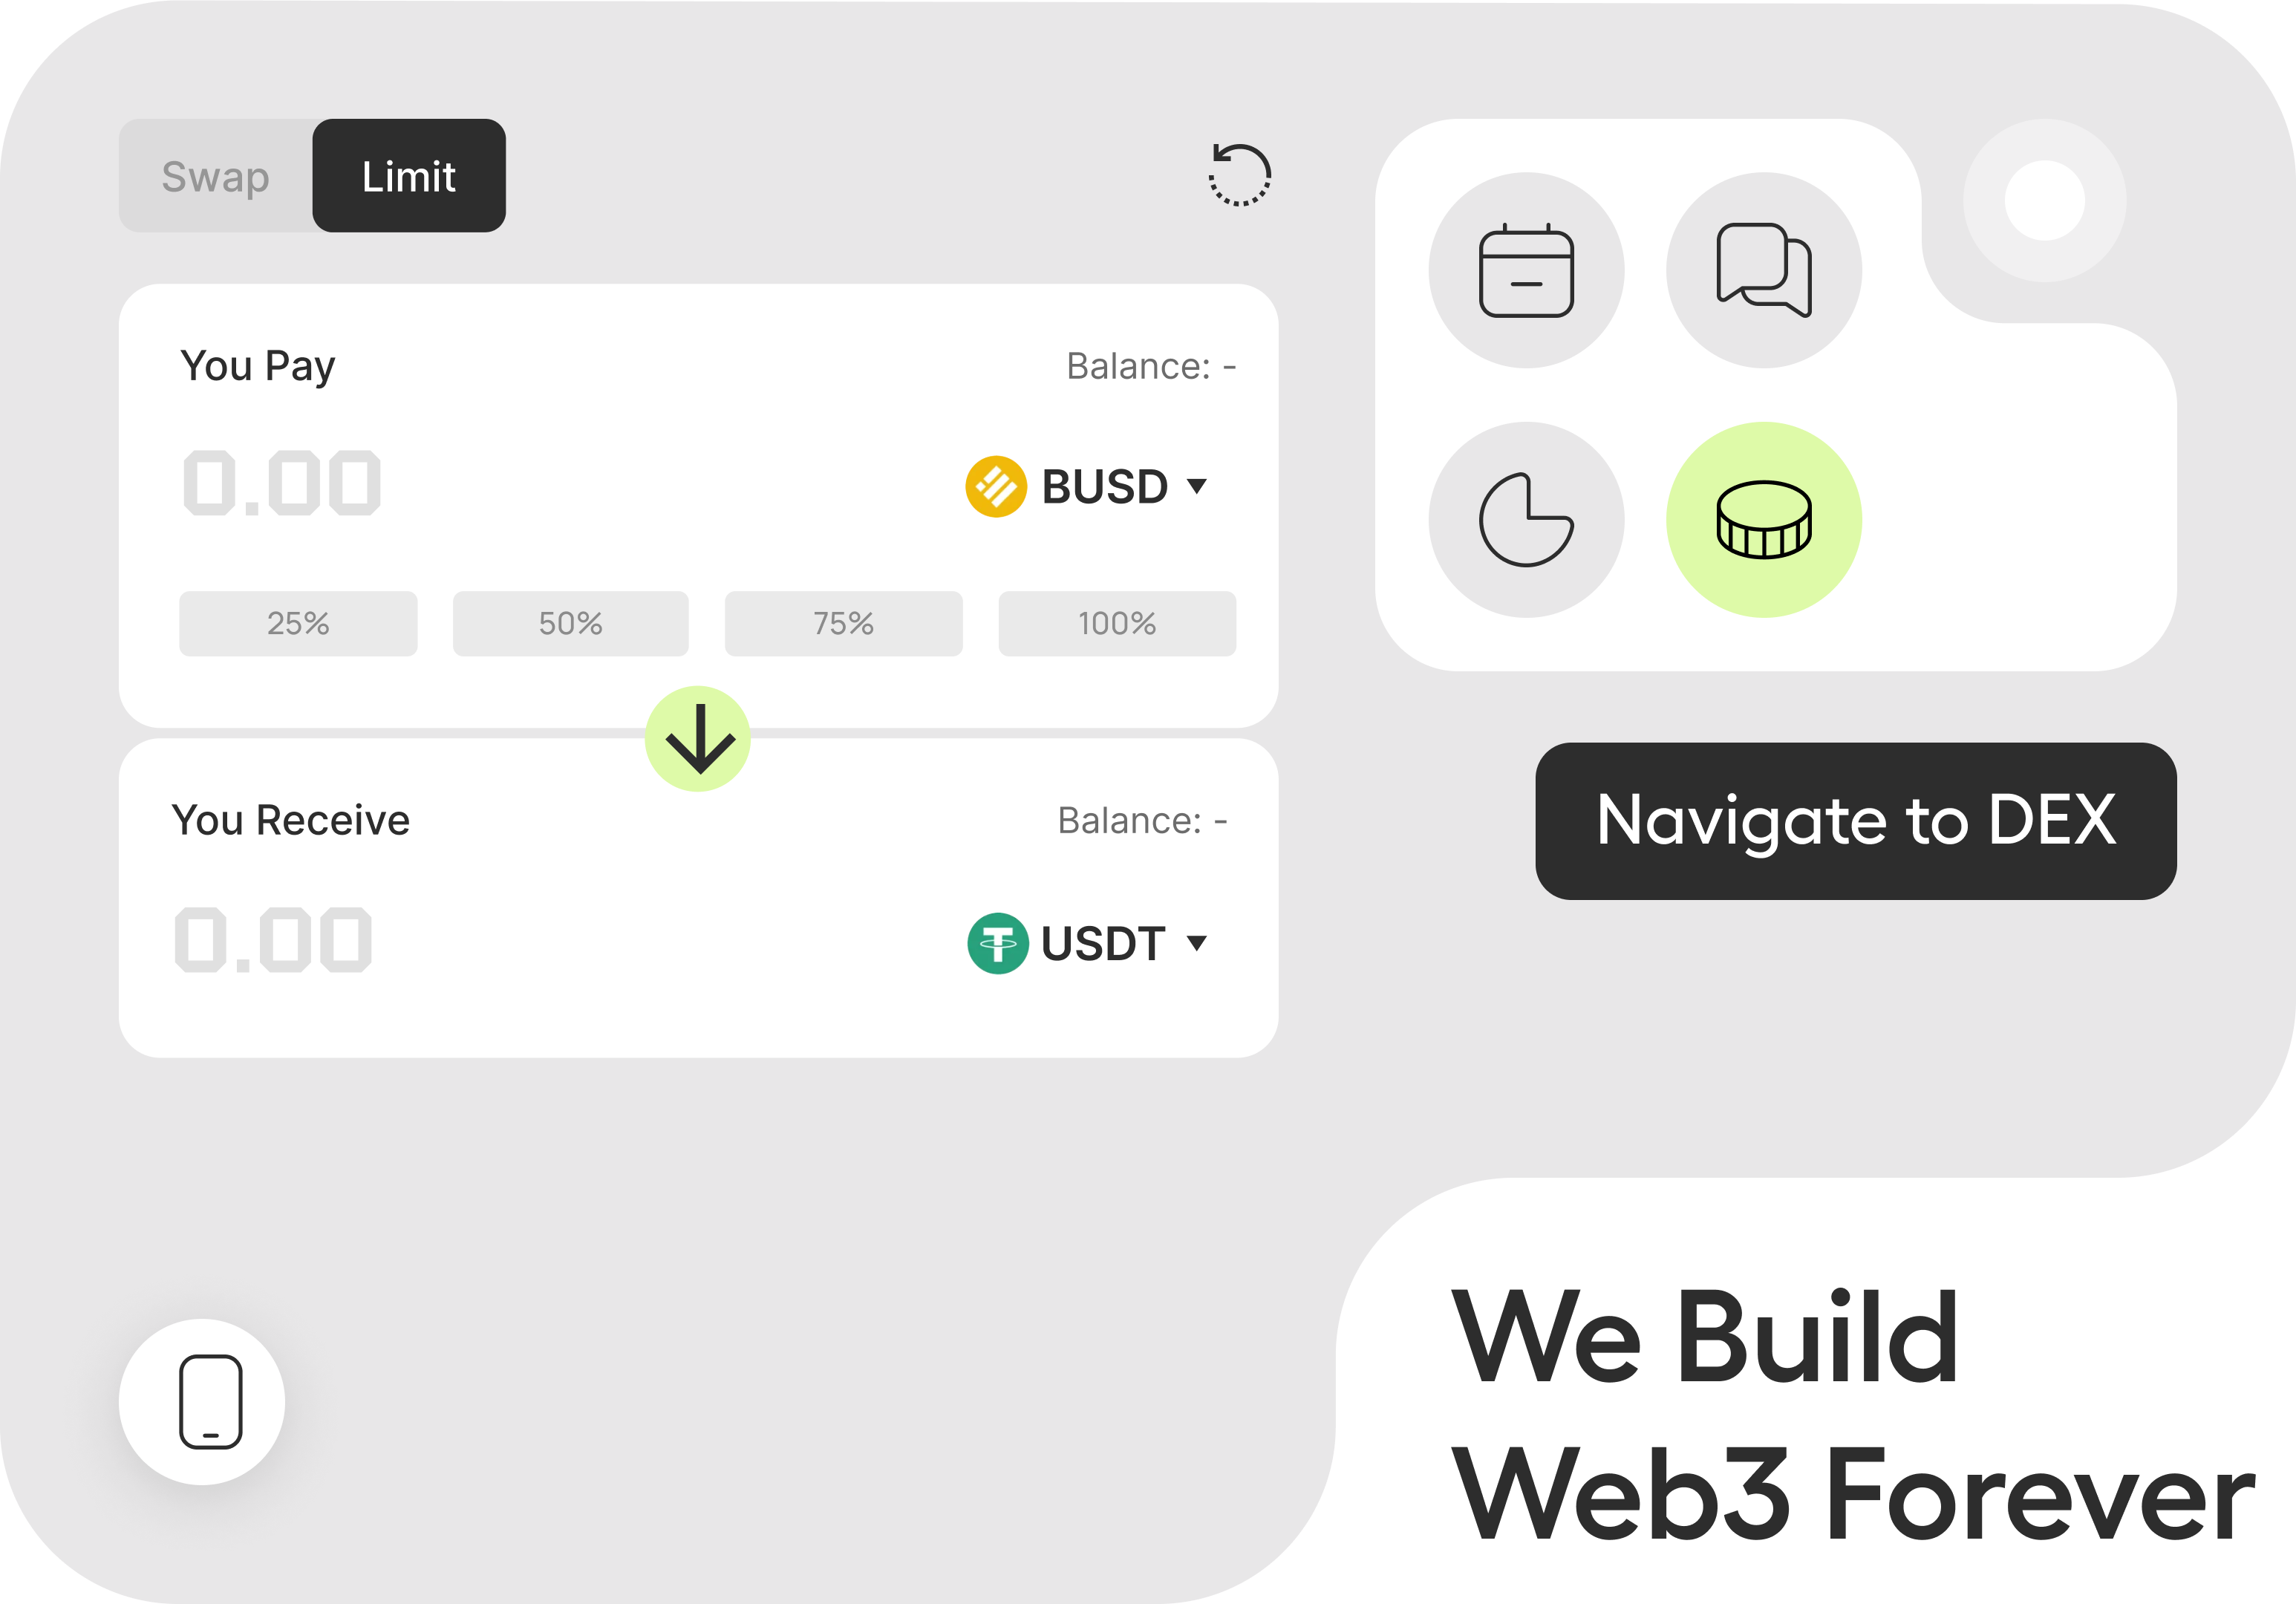 Swap Limit
You Pay Balance: -
0.00 BUSD
25% 50% 75% 100%
You Receive Balance: -
0.00 USDT
Navigate to DEX
We Build
Web3 Forever